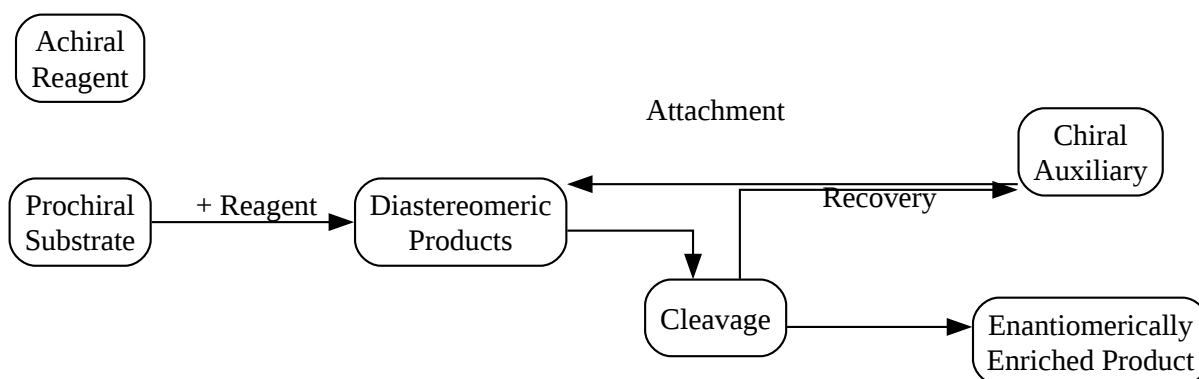 Achiral
Reagent
Attachment
Chiral
Auxiliary
Prochiral
Substrate
+ Reagent
Diastereomeric
Products
Recovery
Cleavage
Enantiomerically
Enriched Product